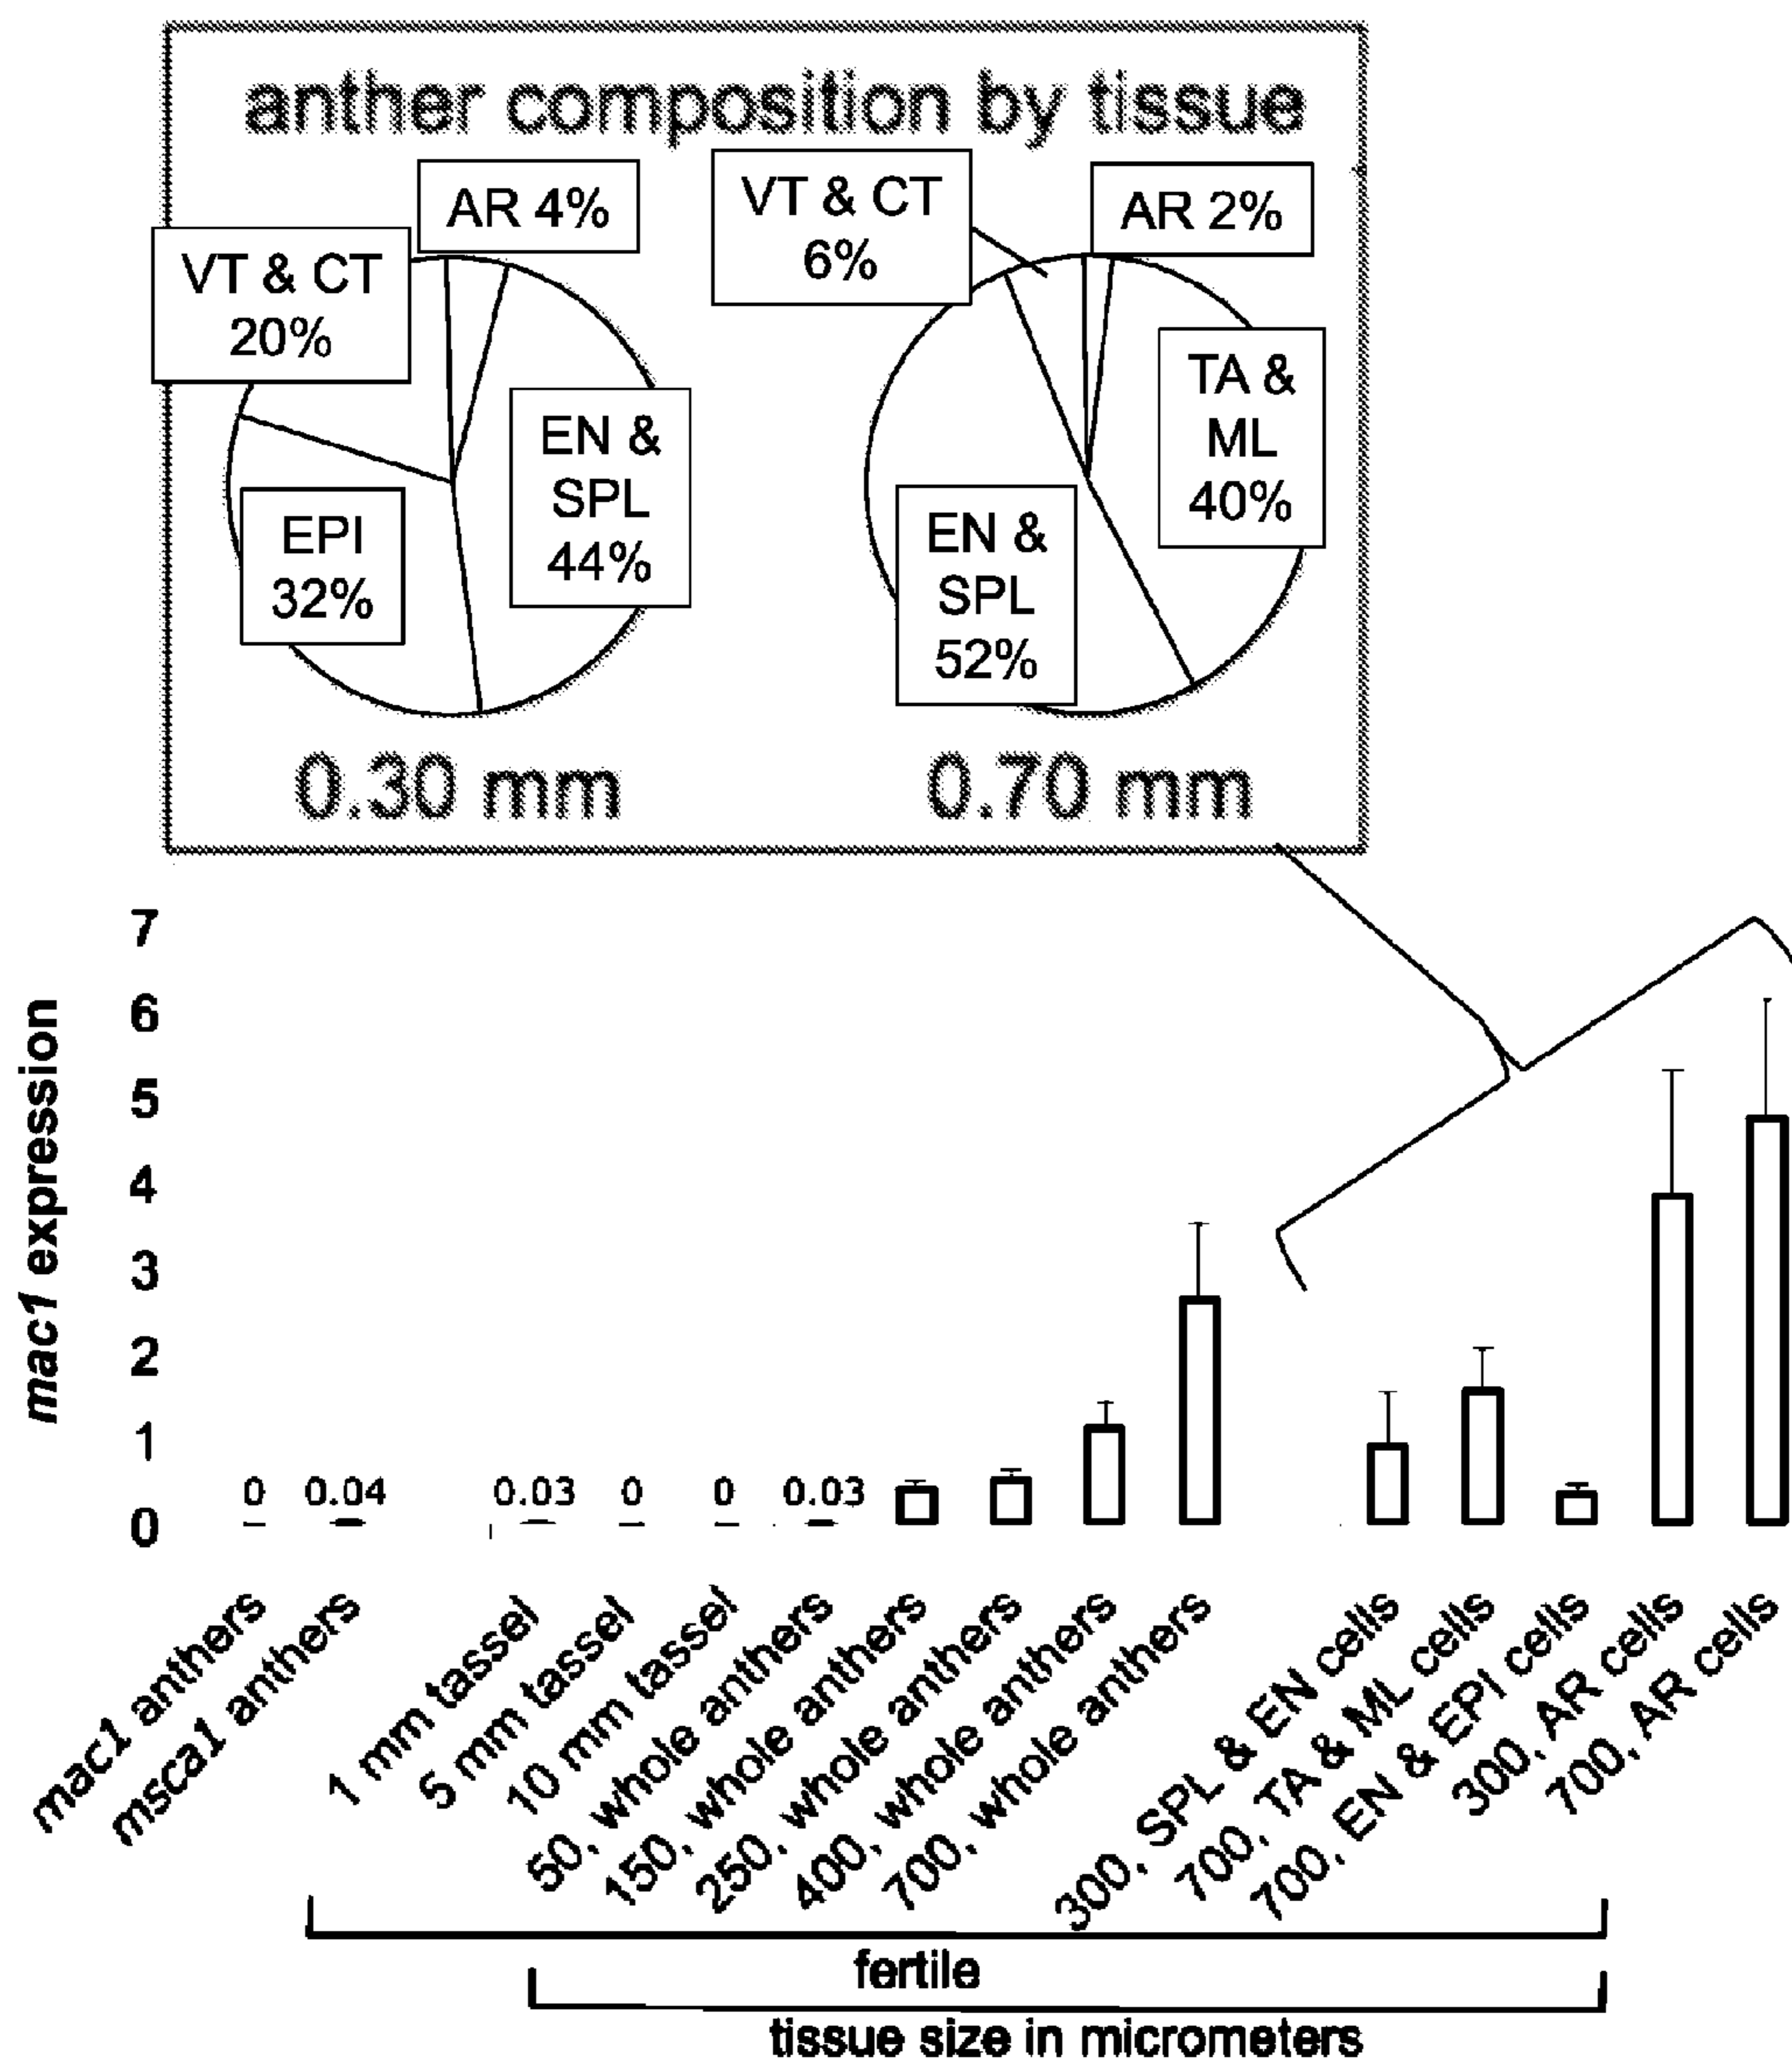 anther composition by tissue
AR 4%
VT & CT
20%
EN &
SPL
44%
EPI
32%
0.30 mm
VT & CT
6%
AR 2%
TA &
ML
40%
EN &
SPL
52%
0.70 mm
mac1 expression
7
6
5
4
3
2
1
0
0
0.04
0.03
0
0
0.03
mac1 anthers
msca1 anthers
1 mm tassel
5 mm tassel
10 mm tassel
50, whole anthers
150, whole anthers
250, whole anthers
400, whole anthers
700, whole anthers
300, SPL & EN cells
700, TA & ML cells
700, EN & EPI cells
300, AR cells
700, AR cells
fertile
tissue size in micrometers